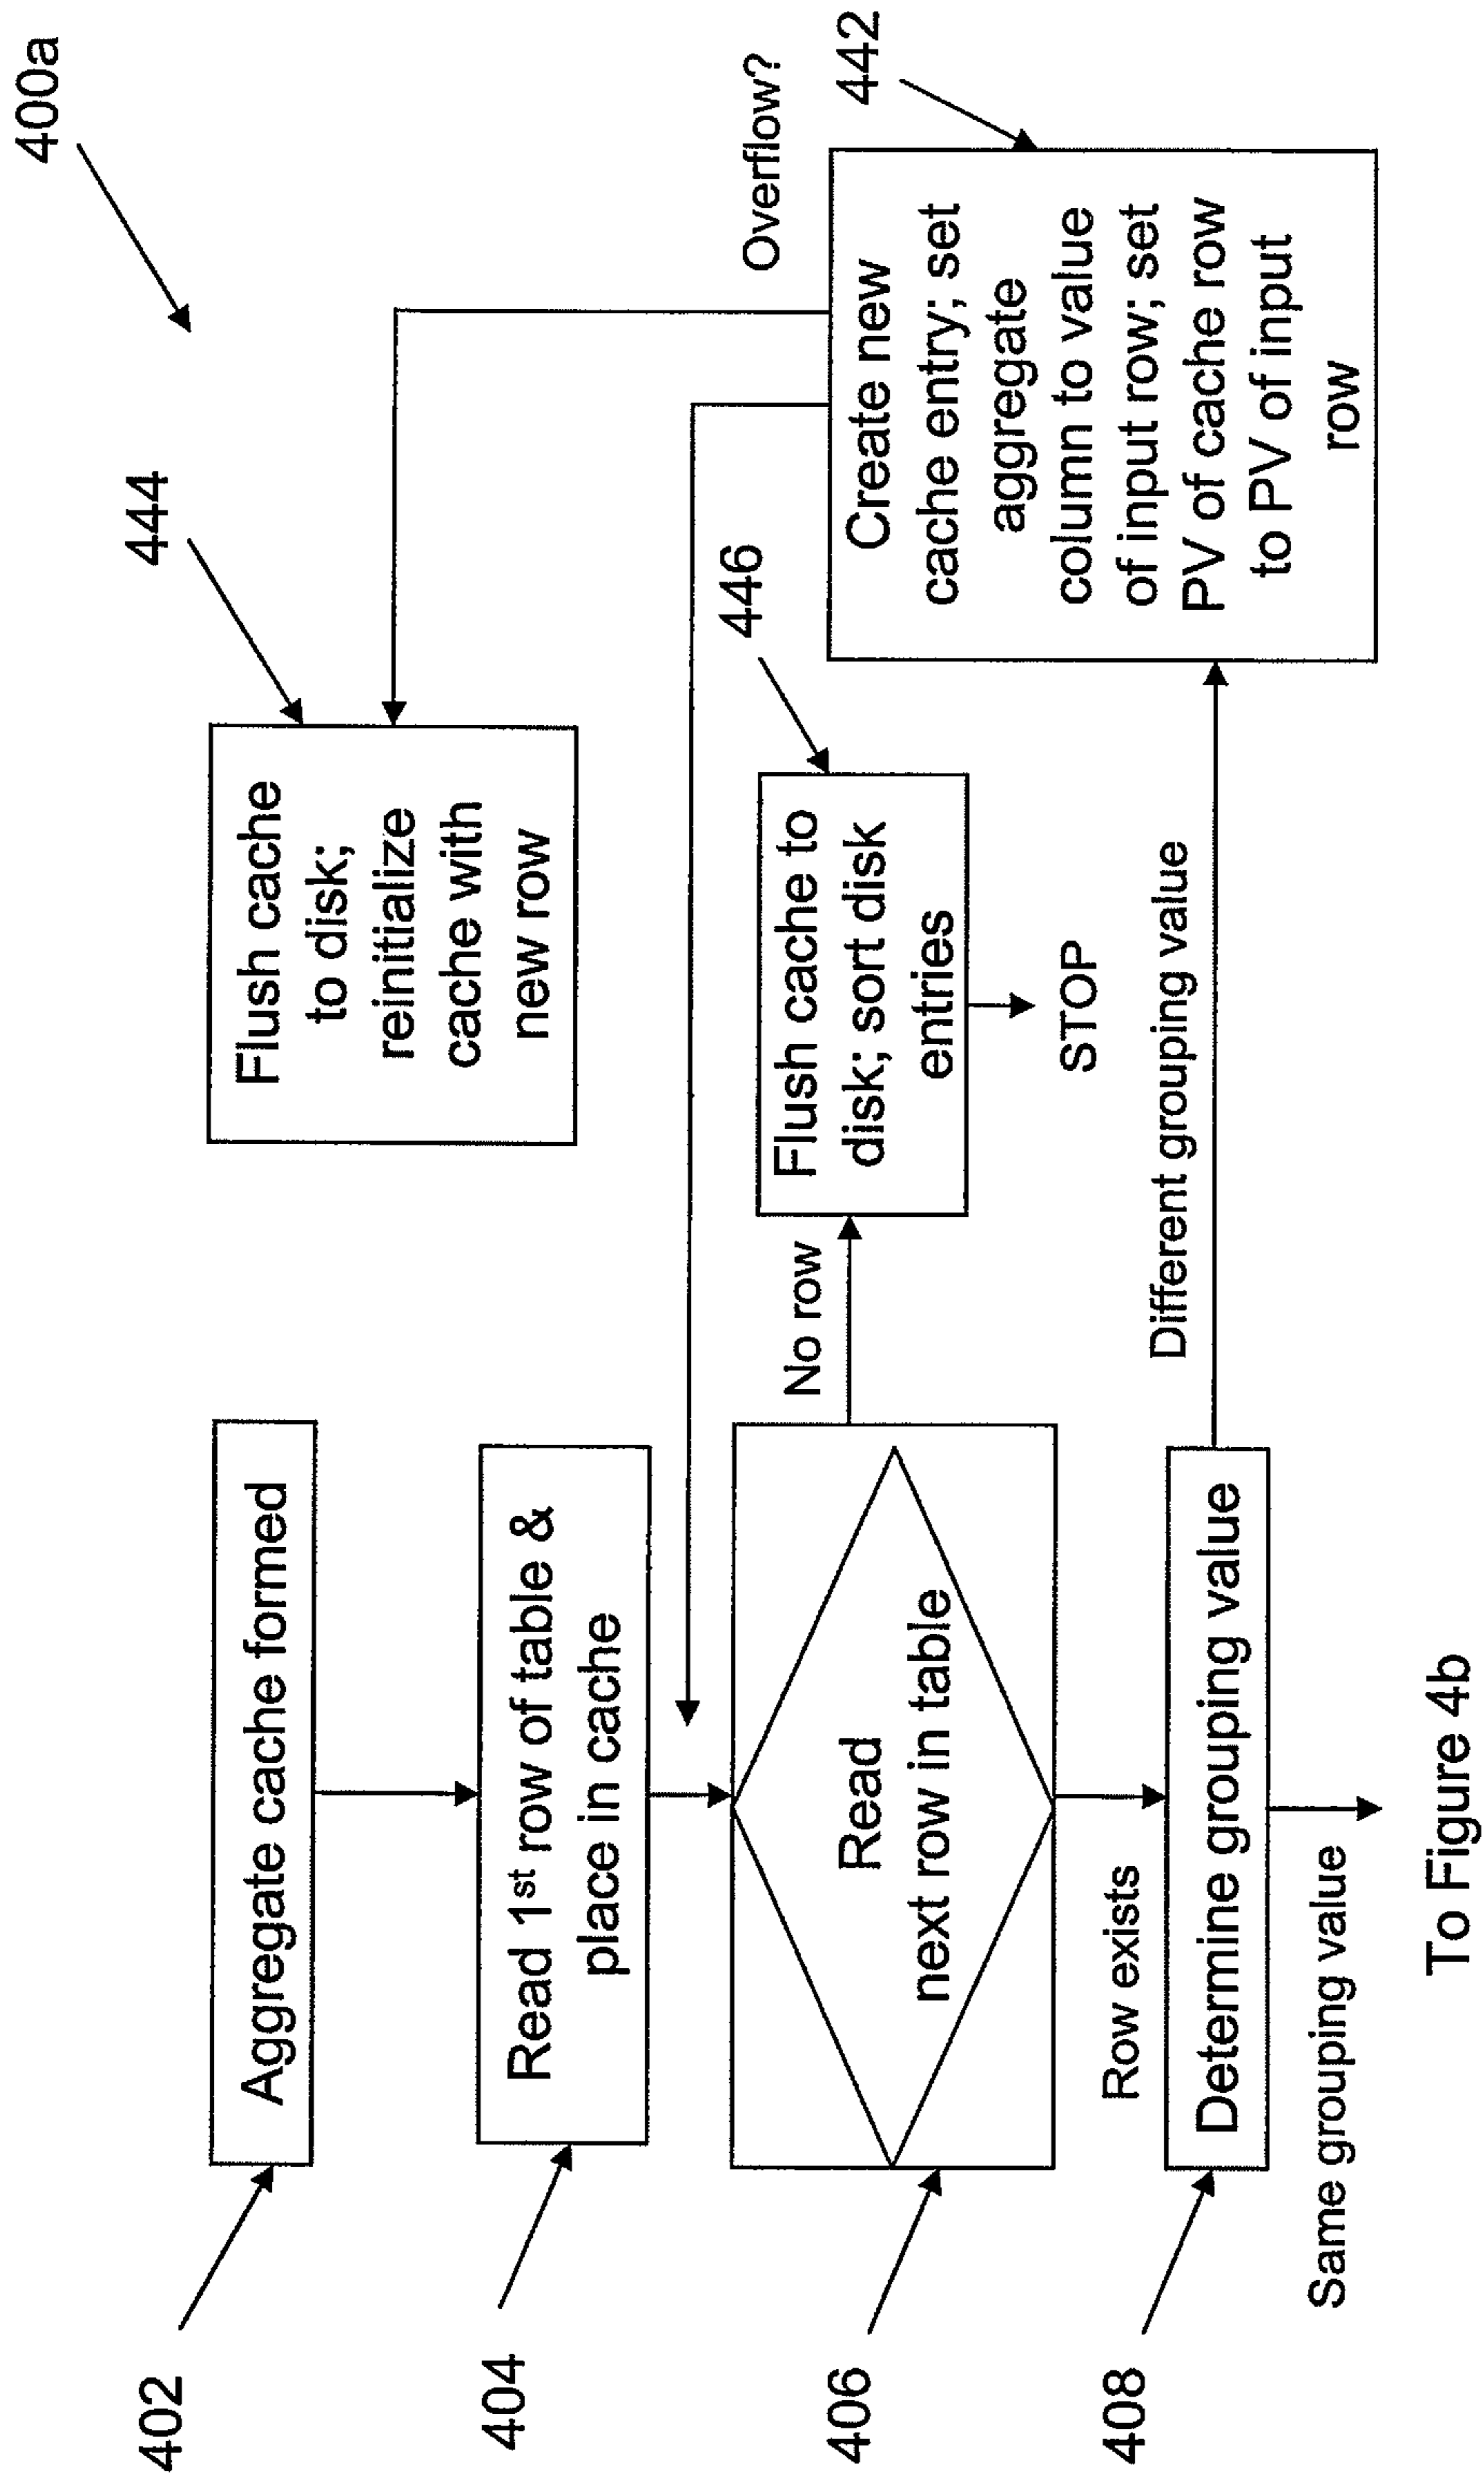 400a
402
Aggregate cache formed
444
Flush cache
to disk;
reinitialize
cache with
new row
404
Read 1st row of table &
place in cache
Overflow?
446
442
406
Read
next row in table
No row
Flush cache to
disk; sort disk
entries
STOP
Create new
cache entry; set
aggregate
column to value
of input row; set
PV of cache row
to PV of input
row
Row exists
408
Determine grouping value
Different grouping value
Same grouping value
To Figure 4b